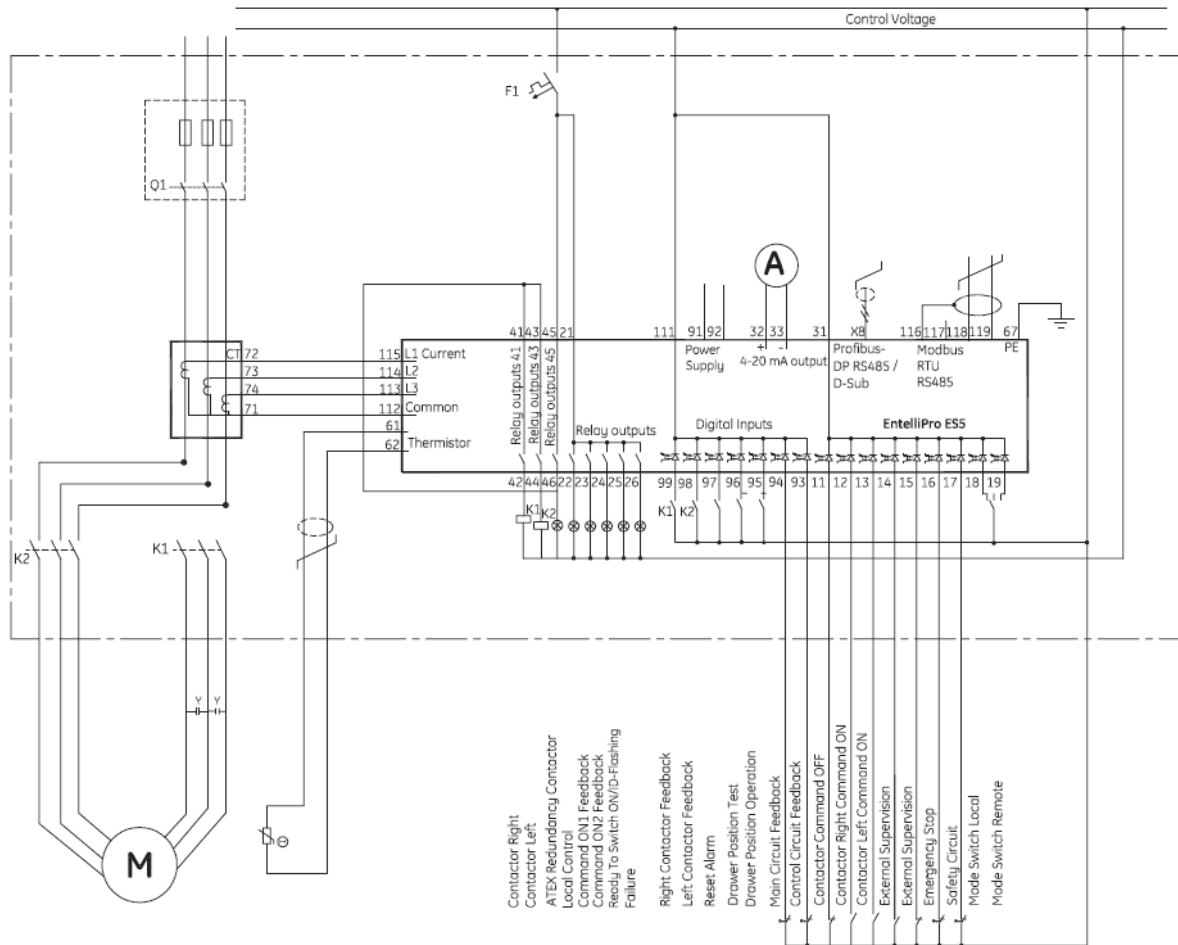 Control Voltage
F1
Q1
A
41 43 45 21 111 91 92 32 33 31 X8 116 117 118 119 67
+ -
Power Supply
4-20 mA output
Profibus-
DP RS485 /
D-Sub
Modbus
RTU
RS485
PE
CT 72
73
74
71
115 L1 Current
114 L2
113 L3
112 Common
61
62 Thermistor
Relay outputs 41
Relay outputs 43
Relay outputs 45
Relay outputs
Digital Inputs
EntelliPro ES5
42 44 46 22 23 24 25 26 99 98 97 96 95 94 93 11 12 13 14 15 16 17 18 19
K1
K2
K1 K2
K2
K1
Y Y
M
Θ
Contactor Right
Contactor Left
ATEX Redundancy Contactor
Local Control
Command ON1 Feedback
Command ON2 Feedback
Ready To Switch ON/ID-Flashing
Failure
Right Contactor Feedback
Left Contactor Feedback
Reset Alarm
Drawer Position Test
Drawer Position Operation
Main Circuit Feedback
Control Circuit Feedback
Contactor Command OFF
Contactor Right Command ON
Contactor Left Command ON
External Supervision
External Supervision
Emergency Stop
Safety Circuit
Mode Switch Local
Mode Switch Remote